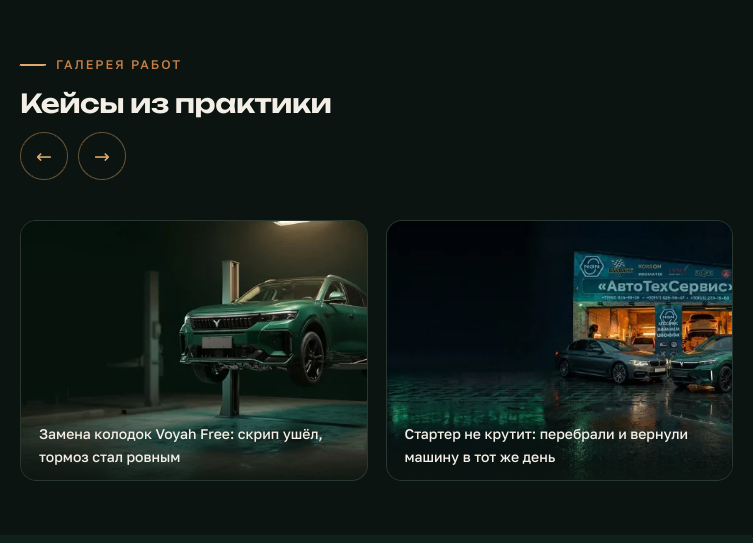 ГАЛЕРЕЯ РАБОТ
Кейсы из практики
Замена колодок Voyah Free: скрип ушёл,
тормоз стал ровным
«АвтоТехСервис»
Стартер не крутит: перебрали и вернули
машину в тот же день